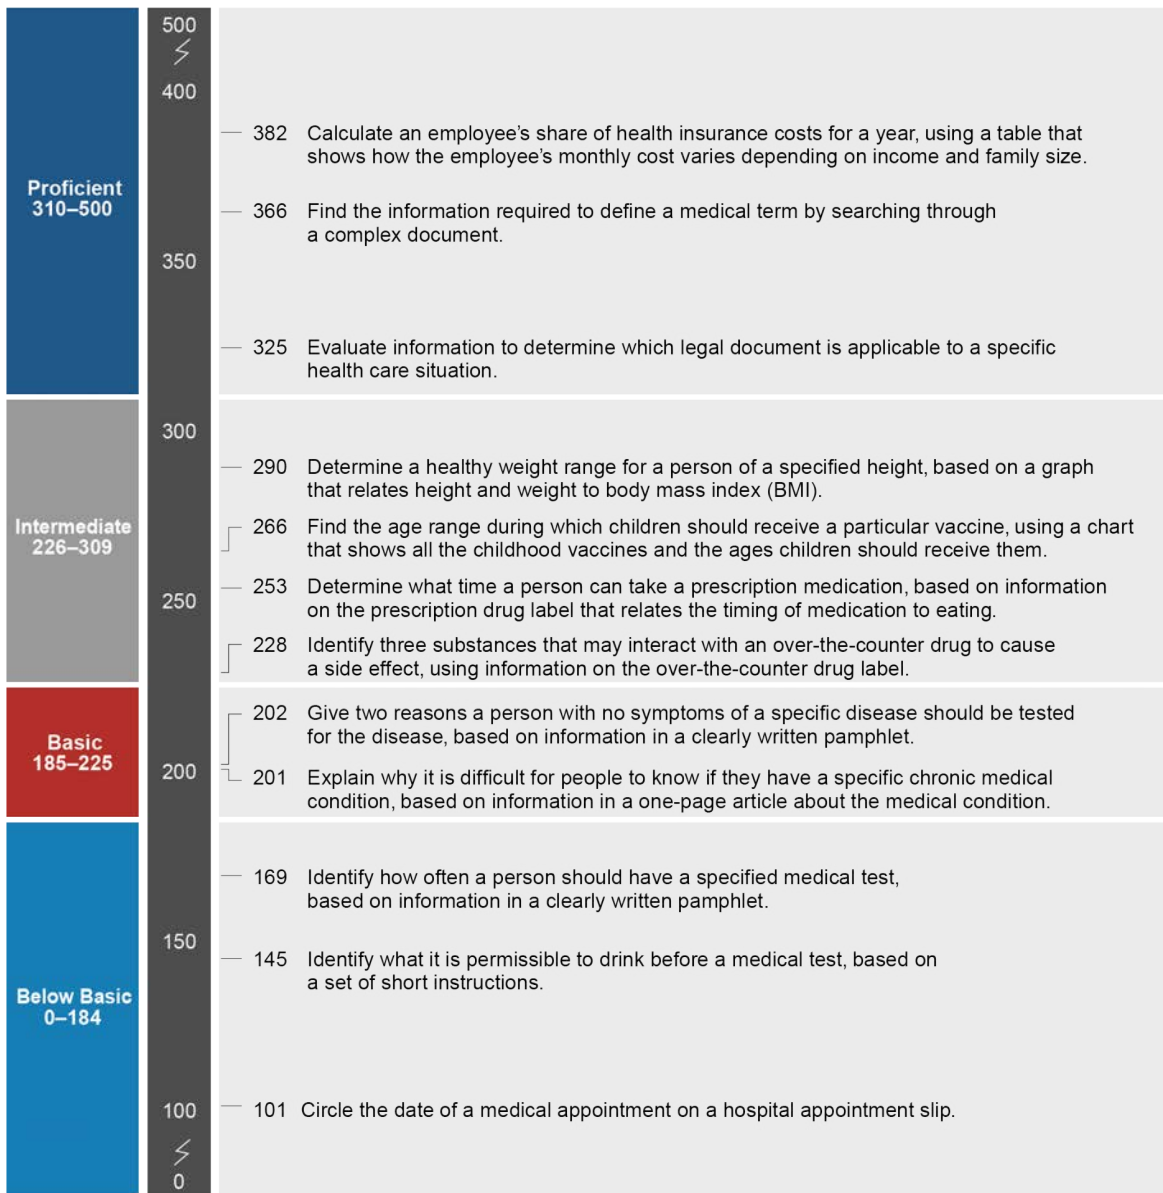 500
400
382 Calculate an employee’s share of health insurance costs for a year, using a table that
shows how the employee’s monthly cost varies depending on income and family size.
Proficient
310–500
366 Find the information required to define a medical term by searching through
a complex document.
350
325 Evaluate information to determine which legal document is applicable to a specific
health care situation.
300
290 Determine a healthy weight range for a person of a specified height, based on a graph
that relates height and weight to body mass index (BMI).
Intermediate
226–309
266 Find the age range during which children should receive a particular vaccine, using a chart
that shows all the childhood vaccines and the ages children should receive them.
253 Determine what time a person can take a prescription medication, based on information
on the prescription drug label that relates the timing of medication to eating.
250
228 Identify three substances that may interact with an over-the-counter drug to cause
a side effect, using information on the over-the-counter drug label.
202 Give two reasons a person with no symptoms of a specific disease should be tested
for the disease, based on information in a clearly written pamphlet.
Basic
185–225
200
201 Explain why it is difficult for people to know if they have a specific chronic medical
condition, based on information in a one-page article about the medical condition.
169 Identify how often a person should have a specified medical test,
based on information in a clearly written pamphlet.
150
145 Identify what it is permissible to drink before a medical test, based on
a set of short instructions.
Below Basic
0–184
100
101 Circle the date of a medical appointment on a hospital appointment slip.
0